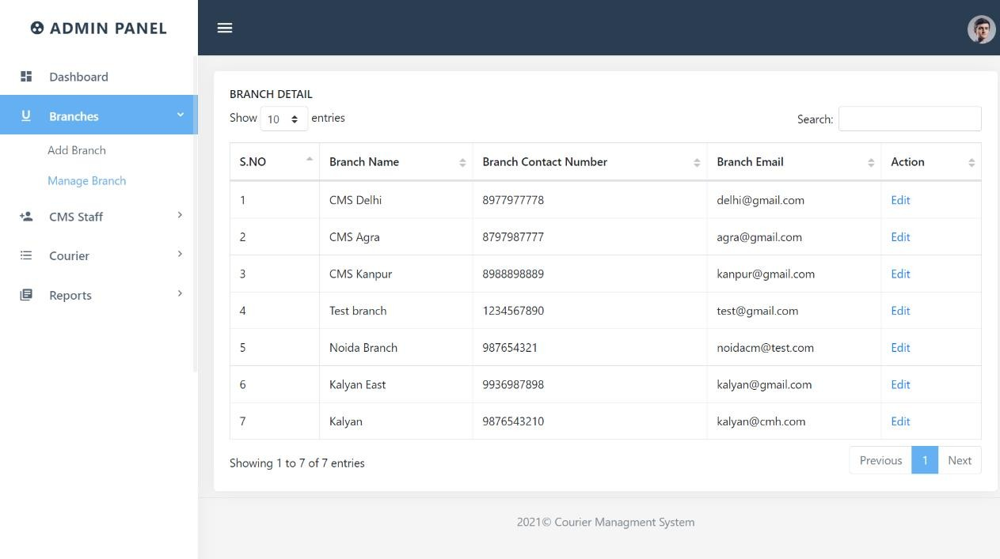 ADMIN PANEL
Dashboard
Branches
Add Branch
Manage Branch
CMS Staff
Courier
Reports
BRANCH DETAIL
Show 10 entries
Search:
S.NO Branch Name Branch Contact Number Branch Email Action
1 CMS Delhi 8977977778 delhi@gmail.com Edit
2 CMS Agra 8797987777 agra@gmail.com Edit
3 CMS Kanpur 8988898889 kanpur@gmail.com Edit
4 Test branch 1234567890 test@gmail.com Edit
5 Noida Branch 987654321 noidacm@test.com Edit
6 Kalyan East 9936987898 kalyan@gmail.com Edit
7 Kalyan 9876543210 kalyan@cmh.com Edit
Showing 1 to 7 of 7 entries
Previous 1 Next
2021© Courier Managment System